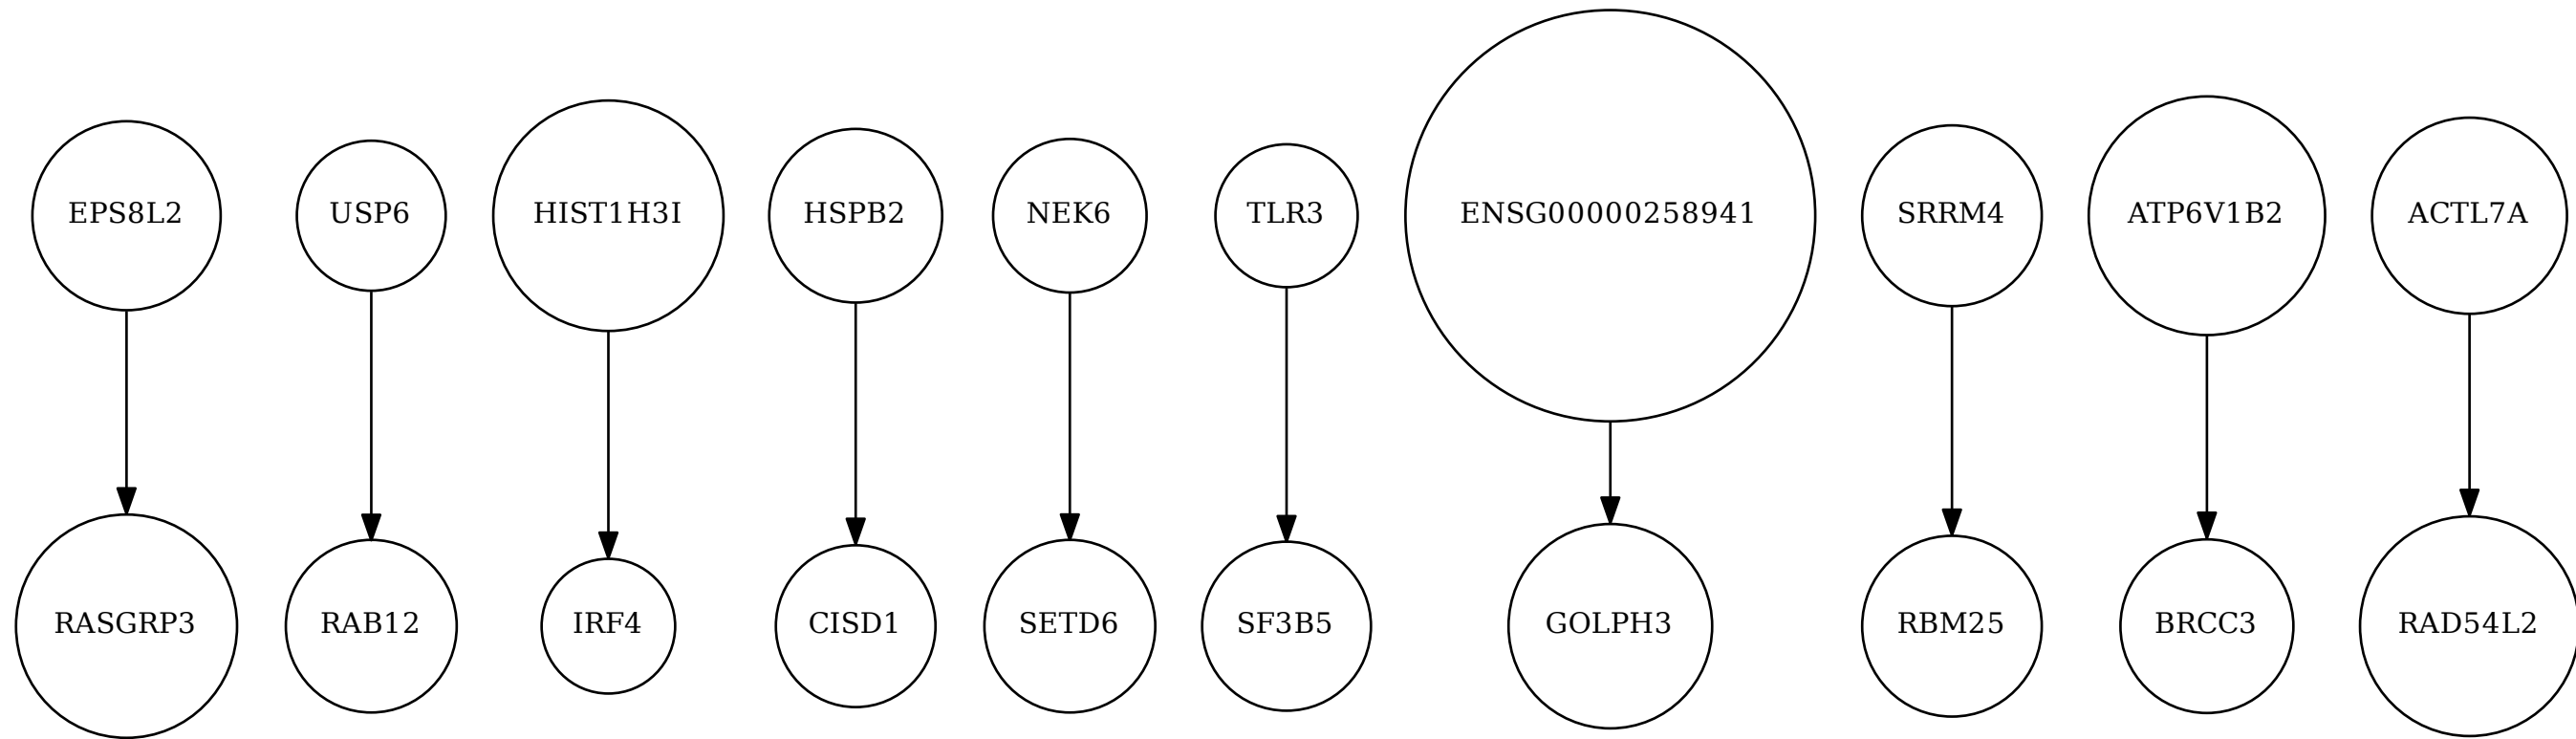 EPS8L2 USP6 HIST1H3I HSPB2 NEK6 TLR3 ENSG00000258941 SRRM4 ATP6V1B2 ACTL7A
RASGRP3 RAB12 IRF4 CISD1 SETD6 SF3B5 GOLPH3 RBM25 BRCC3 RAD54L2